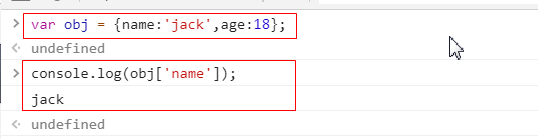 > var obj = {name:'jack',age:18};
< undefined
> console.log(obj['name']);
jack
< undefined